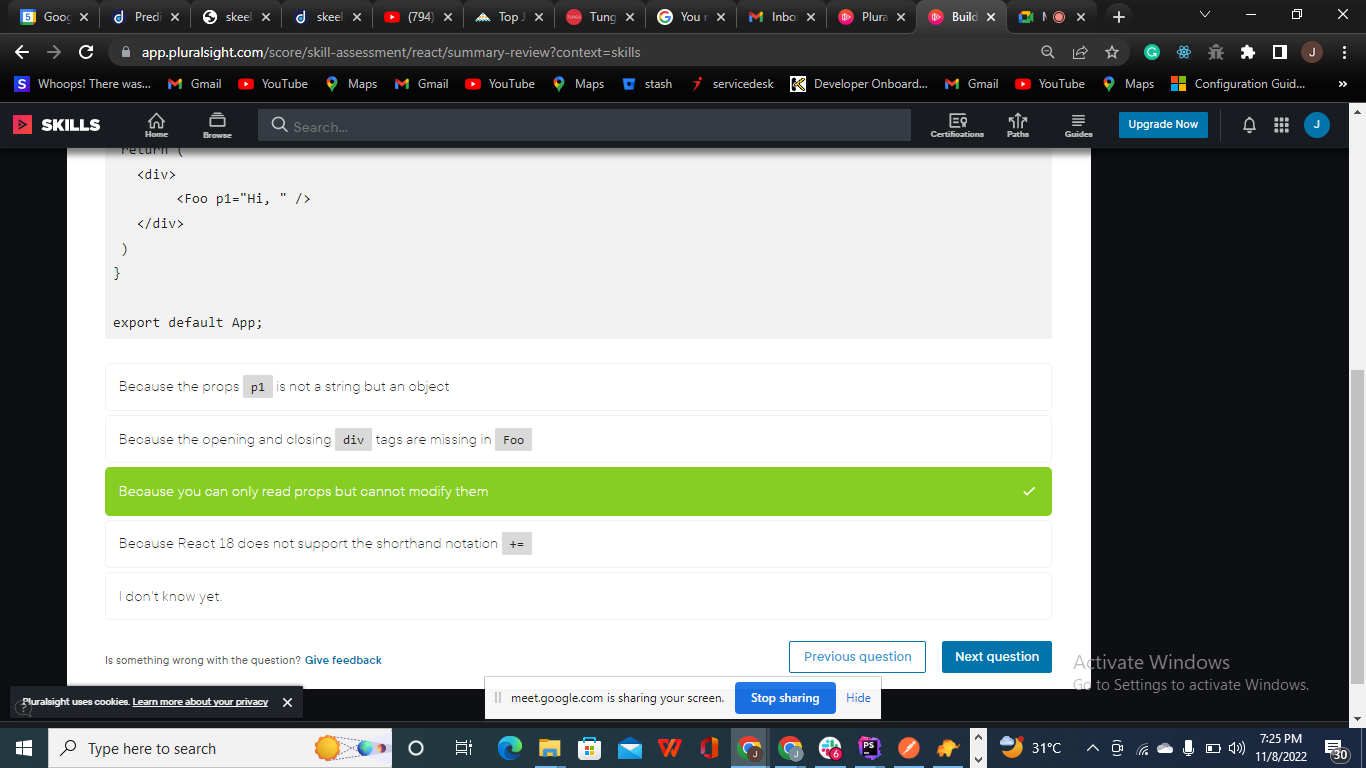 Goog
Predi
skeel
skeel
(794)
Top J
Tung
You r
Inbo
Plura
Build
app.pluralsight.com/score/skill-assessment/react/summary-review?context=skills
J
S Whoops! There was... Gmail YouTube Maps Gmail YouTube Maps stash servicedesk Developer Onboard... Gmail YouTube Maps Configuration Guid... »
SKILLS Home Browse Search... Certifications Paths Guides Upgrade Now J
return (
<div>
<Foo p1="Hi, " />
</div>
)
}
export default App;
Because the props p1 is not a string but an object
Because the opening and closing div tags are missing in Foo
Because you can only read props but cannot modify them
Because React 18 does not support the shorthand notation +=
I don't know yet.
Is something wrong with the question? Give feedback
Previous question Next question
Activate Windows
Go to Settings to activate Windows.
Pluralsight uses cookies. Learn more about your privacy
meet.google.com is sharing your screen. Stop sharing Hide
Type here to search
31°C
7:25 PM
11/8/2022
30